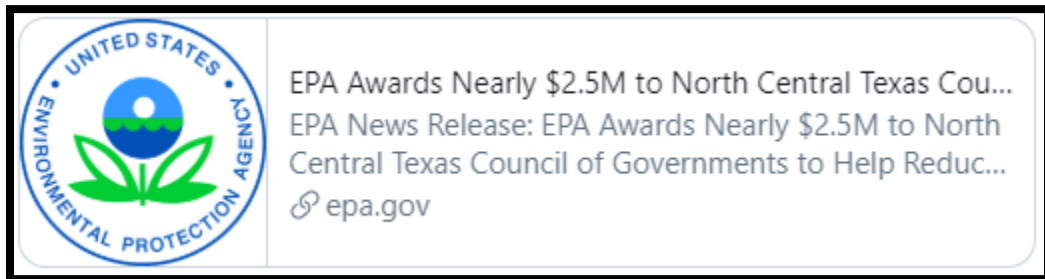 UNITED STATES
ENVIRONMENTAL PROTECTION AGENCY
EPA Awards Nearly $2.5M to North Central Texas Cou...
EPA News Release: EPA Awards Nearly $2.5M to North
Central Texas Council of Governments to Help Reduc...
epa.gov